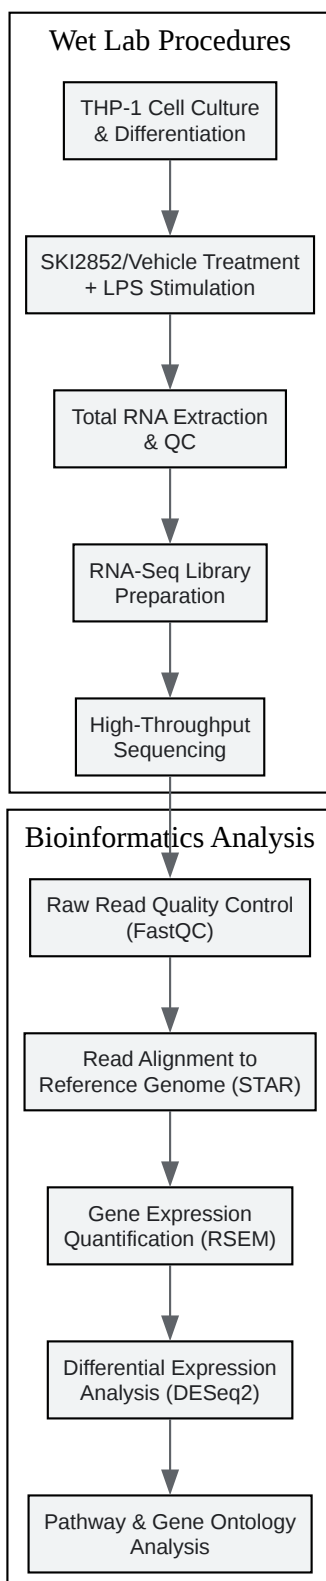 Wet Lab Procedures
THP-1 Cell Culture
& Differentiation
SKI2852/Vehicle Treatment
+ LPS Stimulation
Total RNA Extraction
& QC
RNA-Seq Library
Preparation
High-Throughput
Sequencing
Bioinformatics Analysis
Raw Read Quality Control
(FastQC)
Read Alignment to
Reference Genome (STAR)
Gene Expression
Quantification (RSEM)
Differential Expression
Analysis (DESeq2)
Pathway & Gene Ontology
Analysis